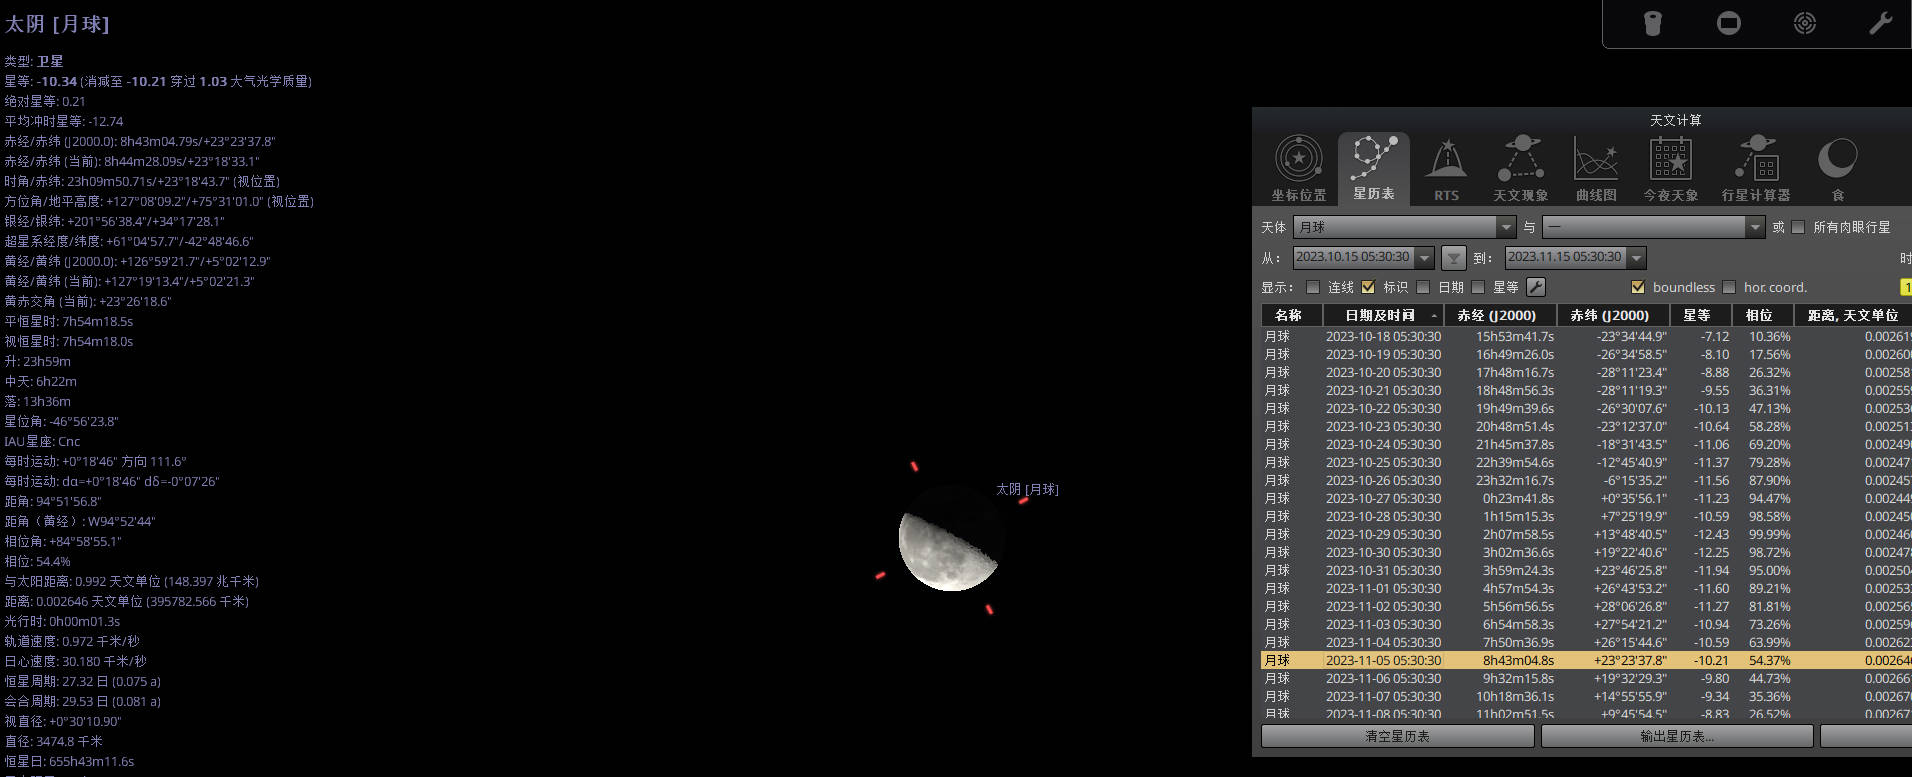 太阴 [月球]
类型: 卫星
星等: -10.34 (消减至 -10.21 穿过 1.03 大气光学质量)
绝对星等: 0.21
平均冲时星等: -12.74
赤经/赤纬 (J2000.0): 8h43m04.79s/+23°23'37.8"
赤经/赤纬 (当前): 8h44m28.09s/+23°18'33.1"
时角/赤纬: 23h09m50.71s/+23°18'43.7" (视位置)
方位角/地平高度: +127°08'09.2"/+75°31'01.0" (视位置)
银经/银纬: +201°56'38.4"/+34°17'28.1"
超星系经度/纬度: +61°04'57.7"/-42°48'46.6"
黄经/黄纬 (J2000.0): +126°59'21.7"/+5°02'12.9"
黄经/黄纬 (当前): +127°19'13.4"/+5°02'21.3"
黄赤交角 (当前): +23°26'18.6"
平恒星时: 7h54m18.5s
视恒星时: 7h54m18.0s
升: 23h59m
中天: 6h22m
落: 13h36m
星位角: -46°56'23.8"
IAU星座: Cnc
每时运动: +0°18'46" 方向 111.6°
每时运动: dα=+0°18'46" dδ=-0°07'26"
距角: 94°51'56.8"
距角（黄经）: W94°52'44"
相位角: +84°58'55.1"
相位: 54.4%
与太阳距离: 0.992 天文单位 (148.397 兆千米)
距离: 0.002646 天文单位 (395782.566 千米)
光行时: 0h00m01.3s
轨道速度: 0.972 千米/秒
日心速度: 30.180 千米/秒
恒星周期: 27.32 日 (0.075 a)
会合周期: 29.53 日 (0.081 a)
视直径: +0°30'10.90"
直径: 3474.8 千米
恒星日: 655h43m11.6s
太阴 [月球]
天文计算
坐标位置 星历表 RTS 天文现象 曲线图 今夜天象 行星计算器 食
天体 月球 与 — 或 所有肉眼行星
从: 2023.10.15 05:30:30 到: 2023.11.15 05:30:30 时
显示: 连线 标识 日期 星等 boundless hor. coord. 1
名称 日期及时间 赤经 (J2000) 赤纬 (J2000) 星等 相位 距离, 天文单位
月球 2023-10-18 05:30:30 15h53m41.7s -23°34'44.9" -7.12 10.36% 0.002619
月球 2023-10-19 05:30:30 16h49m26.0s -26°34'58.5" -8.10 17.56% 0.00260
月球 2023-10-20 05:30:30 17h48m16.7s -28°11'23.4" -8.88 26.32% 0.00258
月球 2023-10-21 05:30:30 18h48m56.3s -28°11'19.3" -9.55 36.31% 0.00255
月球 2023-10-22 05:30:30 19h49m39.6s -26°30'07.6" -10.13 47.13% 0.00253
月球 2023-10-23 05:30:30 20h48m51.4s -23°12'37.0" -10.64 58.28% 0.00251
月球 2023-10-24 05:30:30 21h45m37.8s -18°31'43.5" -11.06 69.20% 0.00249
月球 2023-10-25 05:30:30 22h39m54.6s -12°45'40.9" -11.37 79.28% 0.00247
月球 2023-10-26 05:30:30 23h32m16.7s -6°15'35.2" -11.56 87.90% 0.00245
月球 2023-10-27 05:30:30 0h23m41.8s +0°35'56.1" -11.23 94.47% 0.00244
月球 2023-10-28 05:30:30 1h15m15.3s +7°25'19.9" -10.59 98.58% 0.00245
月球 2023-10-29 05:30:30 2h07m58.5s +13°48'40.5" -12.43 99.99% 0.00246
月球 2023-10-30 05:30:30 3h02m36.6s +19°22'40.6" -12.25 98.72% 0.00247
月球 2023-10-31 05:30:30 3h59m24.3s +23°46'25.8" -11.94 95.00% 0.00250
月球 2023-11-01 05:30:30 4h57m54.3s +26°43'53.2" -11.60 89.21% 0.00253
月球 2023-11-02 05:30:30 5h56m56.5s +28°06'26.8" -11.27 81.81% 0.00256
月球 2023-11-03 05:30:30 6h54m58.3s +27°54'21.2" -10.94 73.26% 0.00259
月球 2023-11-04 05:30:30 7h50m36.9s +26°15'44.6" -10.59 63.99% 0.00262
月球 2023-11-05 05:30:30 8h43m04.8s +23°23'37.8" -10.21 54.37% 0.00264
月球 2023-11-06 05:30:30 9h32m15.8s +19°32'29.3" -9.80 44.73% 0.00266
月球 2023-11-07 05:30:30 10h18m36.1s +14°55'55.9" -9.34 35.36% 0.00267
月球 2023-11-08 05:30:30 11h02m51.5s +9°45'54.5" -8.83 26.52% 0.00267
清空星历表 输出星历表...